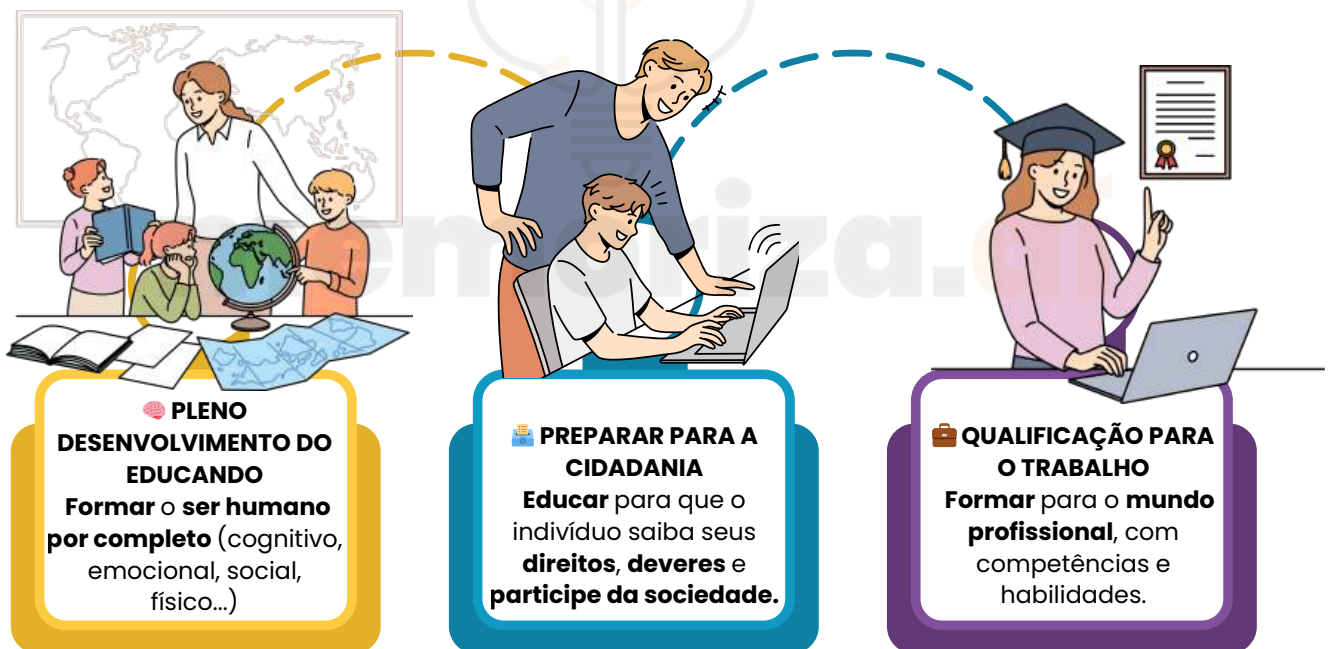 🧠 PLENO
DESENVOLVIMENTO DO
EDUCANDO
Formar o ser humano
por completo (cognitivo,
emocional, social,
físico...)
🗳️ PREPARAR PARA A
CIDADANIA
Educar para que o
indivíduo saiba seus
direitos, deveres e
participe da sociedade.
💼 QUALIFICAÇÃO PARA
O TRABALHO
Formar para o mundo
profissional, com
competências e
habilidades.